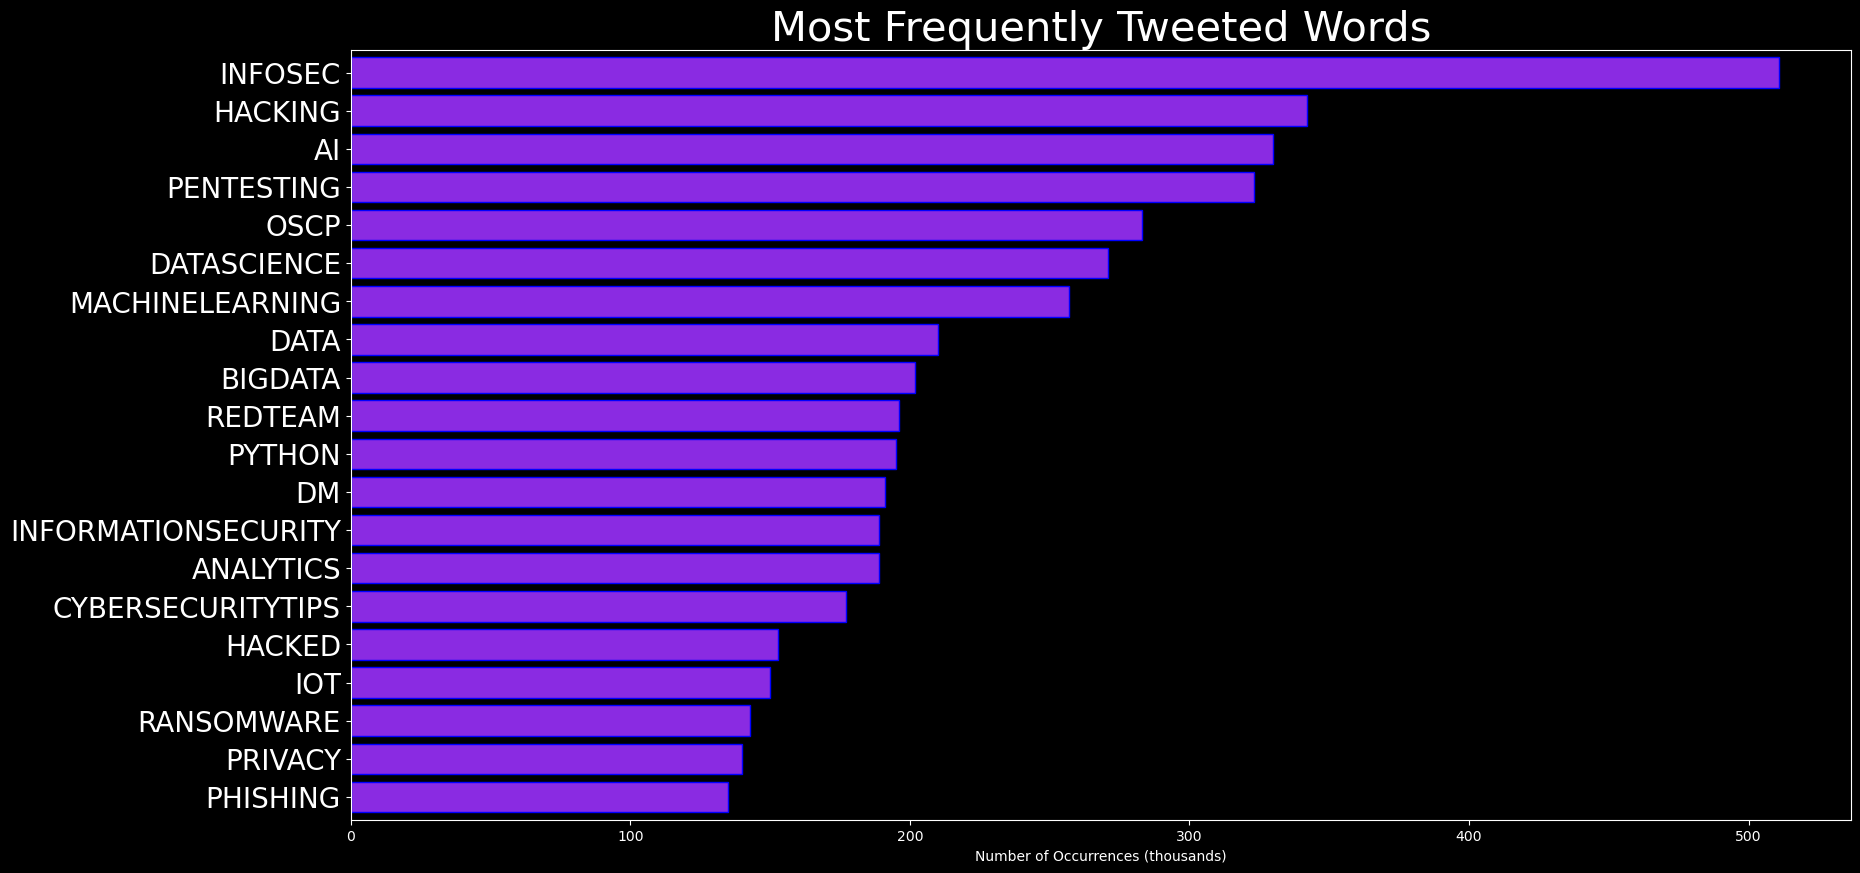 Most Frequently Tweeted Words
INFOSEC
HACKING
AI
PENTESTING
OSCP
DATASCIENCE
MACHINELEARNING
DATA
BIGDATA
REDTEAM
PYTHON
DM
INFORMATIONSECURITY
ANALYTICS
CYBERSECURITYTIPS
HACKED
IOT
RANSOMWARE
PRIVACY
PHISHING
0 100 200 300 400 500
Number of Occurrences (thousands)